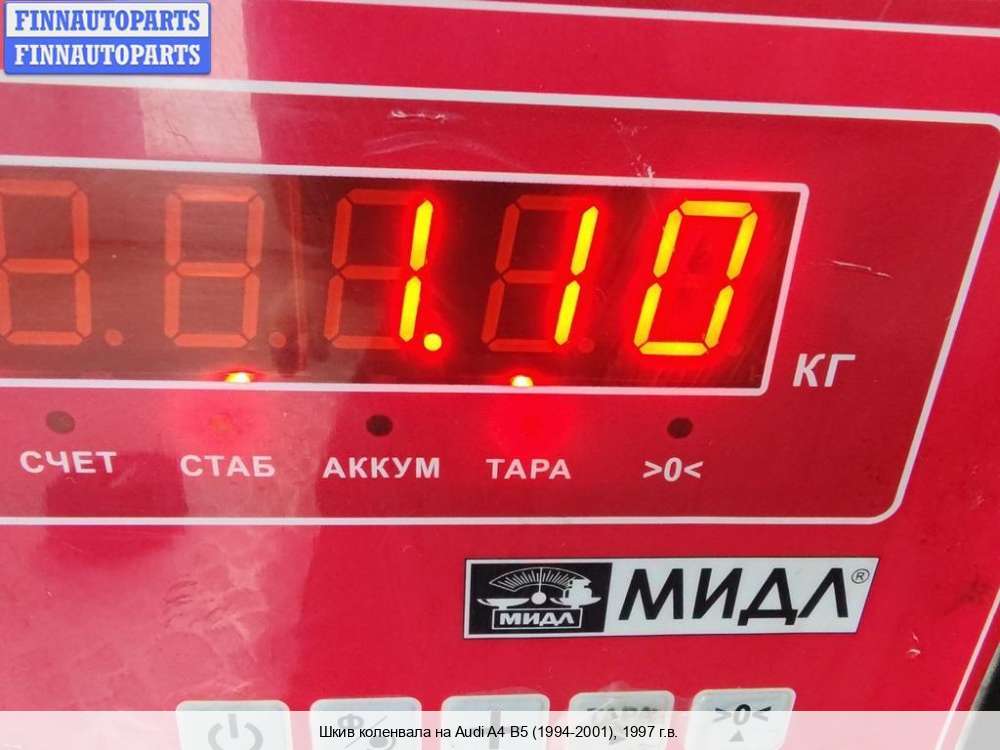 FINNAUTOPARTS
FINNAUTOPARTS
1.10
КГ
СЧЕТ СТАБ АККУМ ТАРА >0<
МИДЛ МИДЛ®
>0<
Шкив коленвала на Audi A4 B5 (1994-2001), 1997 г.в.